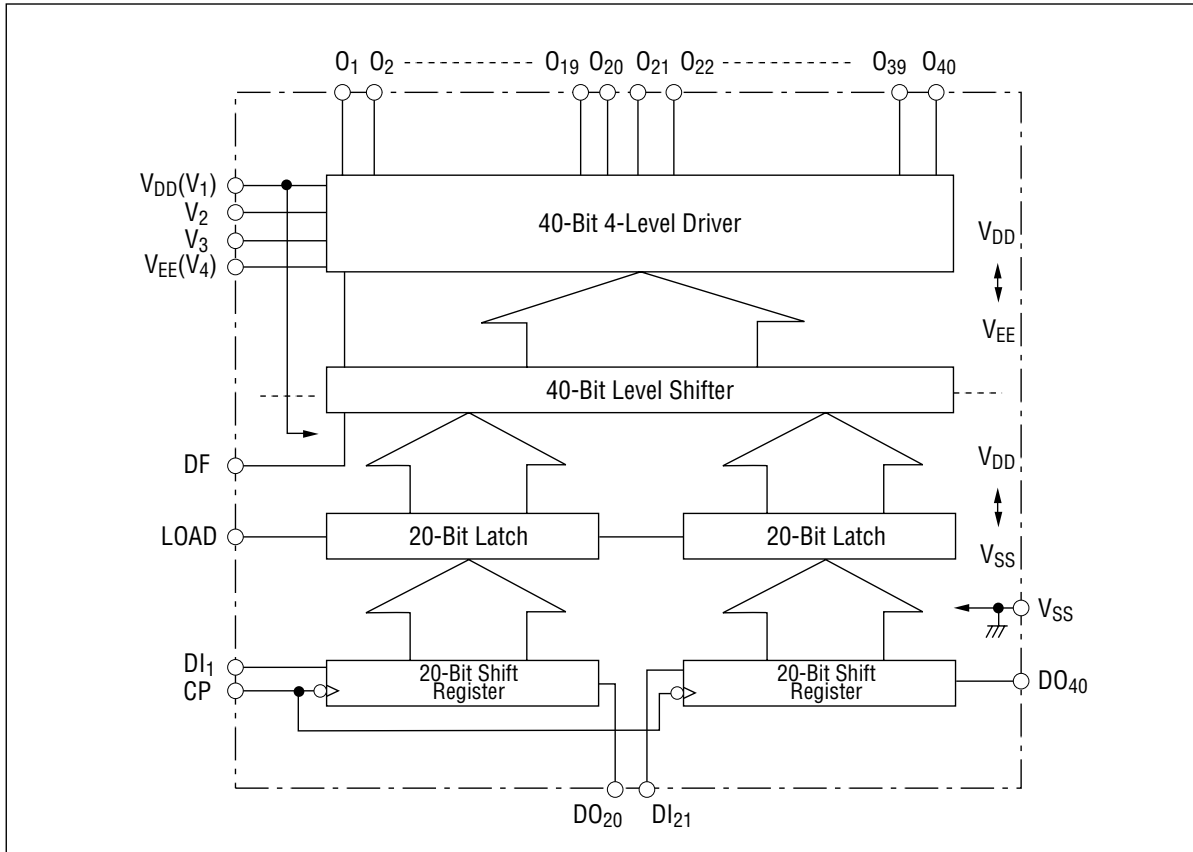 O1 O2 O19 O20 O21 O22 O39 O40
VDD(V1)
V2
V3
VEE(V4)
40-Bit 4-Level Driver
VDD
VEE
40-Bit Level Shifter
DF
VDD
LOAD
20-Bit Latch
20-Bit Latch
VSS
VSS
DI1
CP
20-Bit Shift
Register
20-Bit Shift
Register
DO40
DO20
DI21